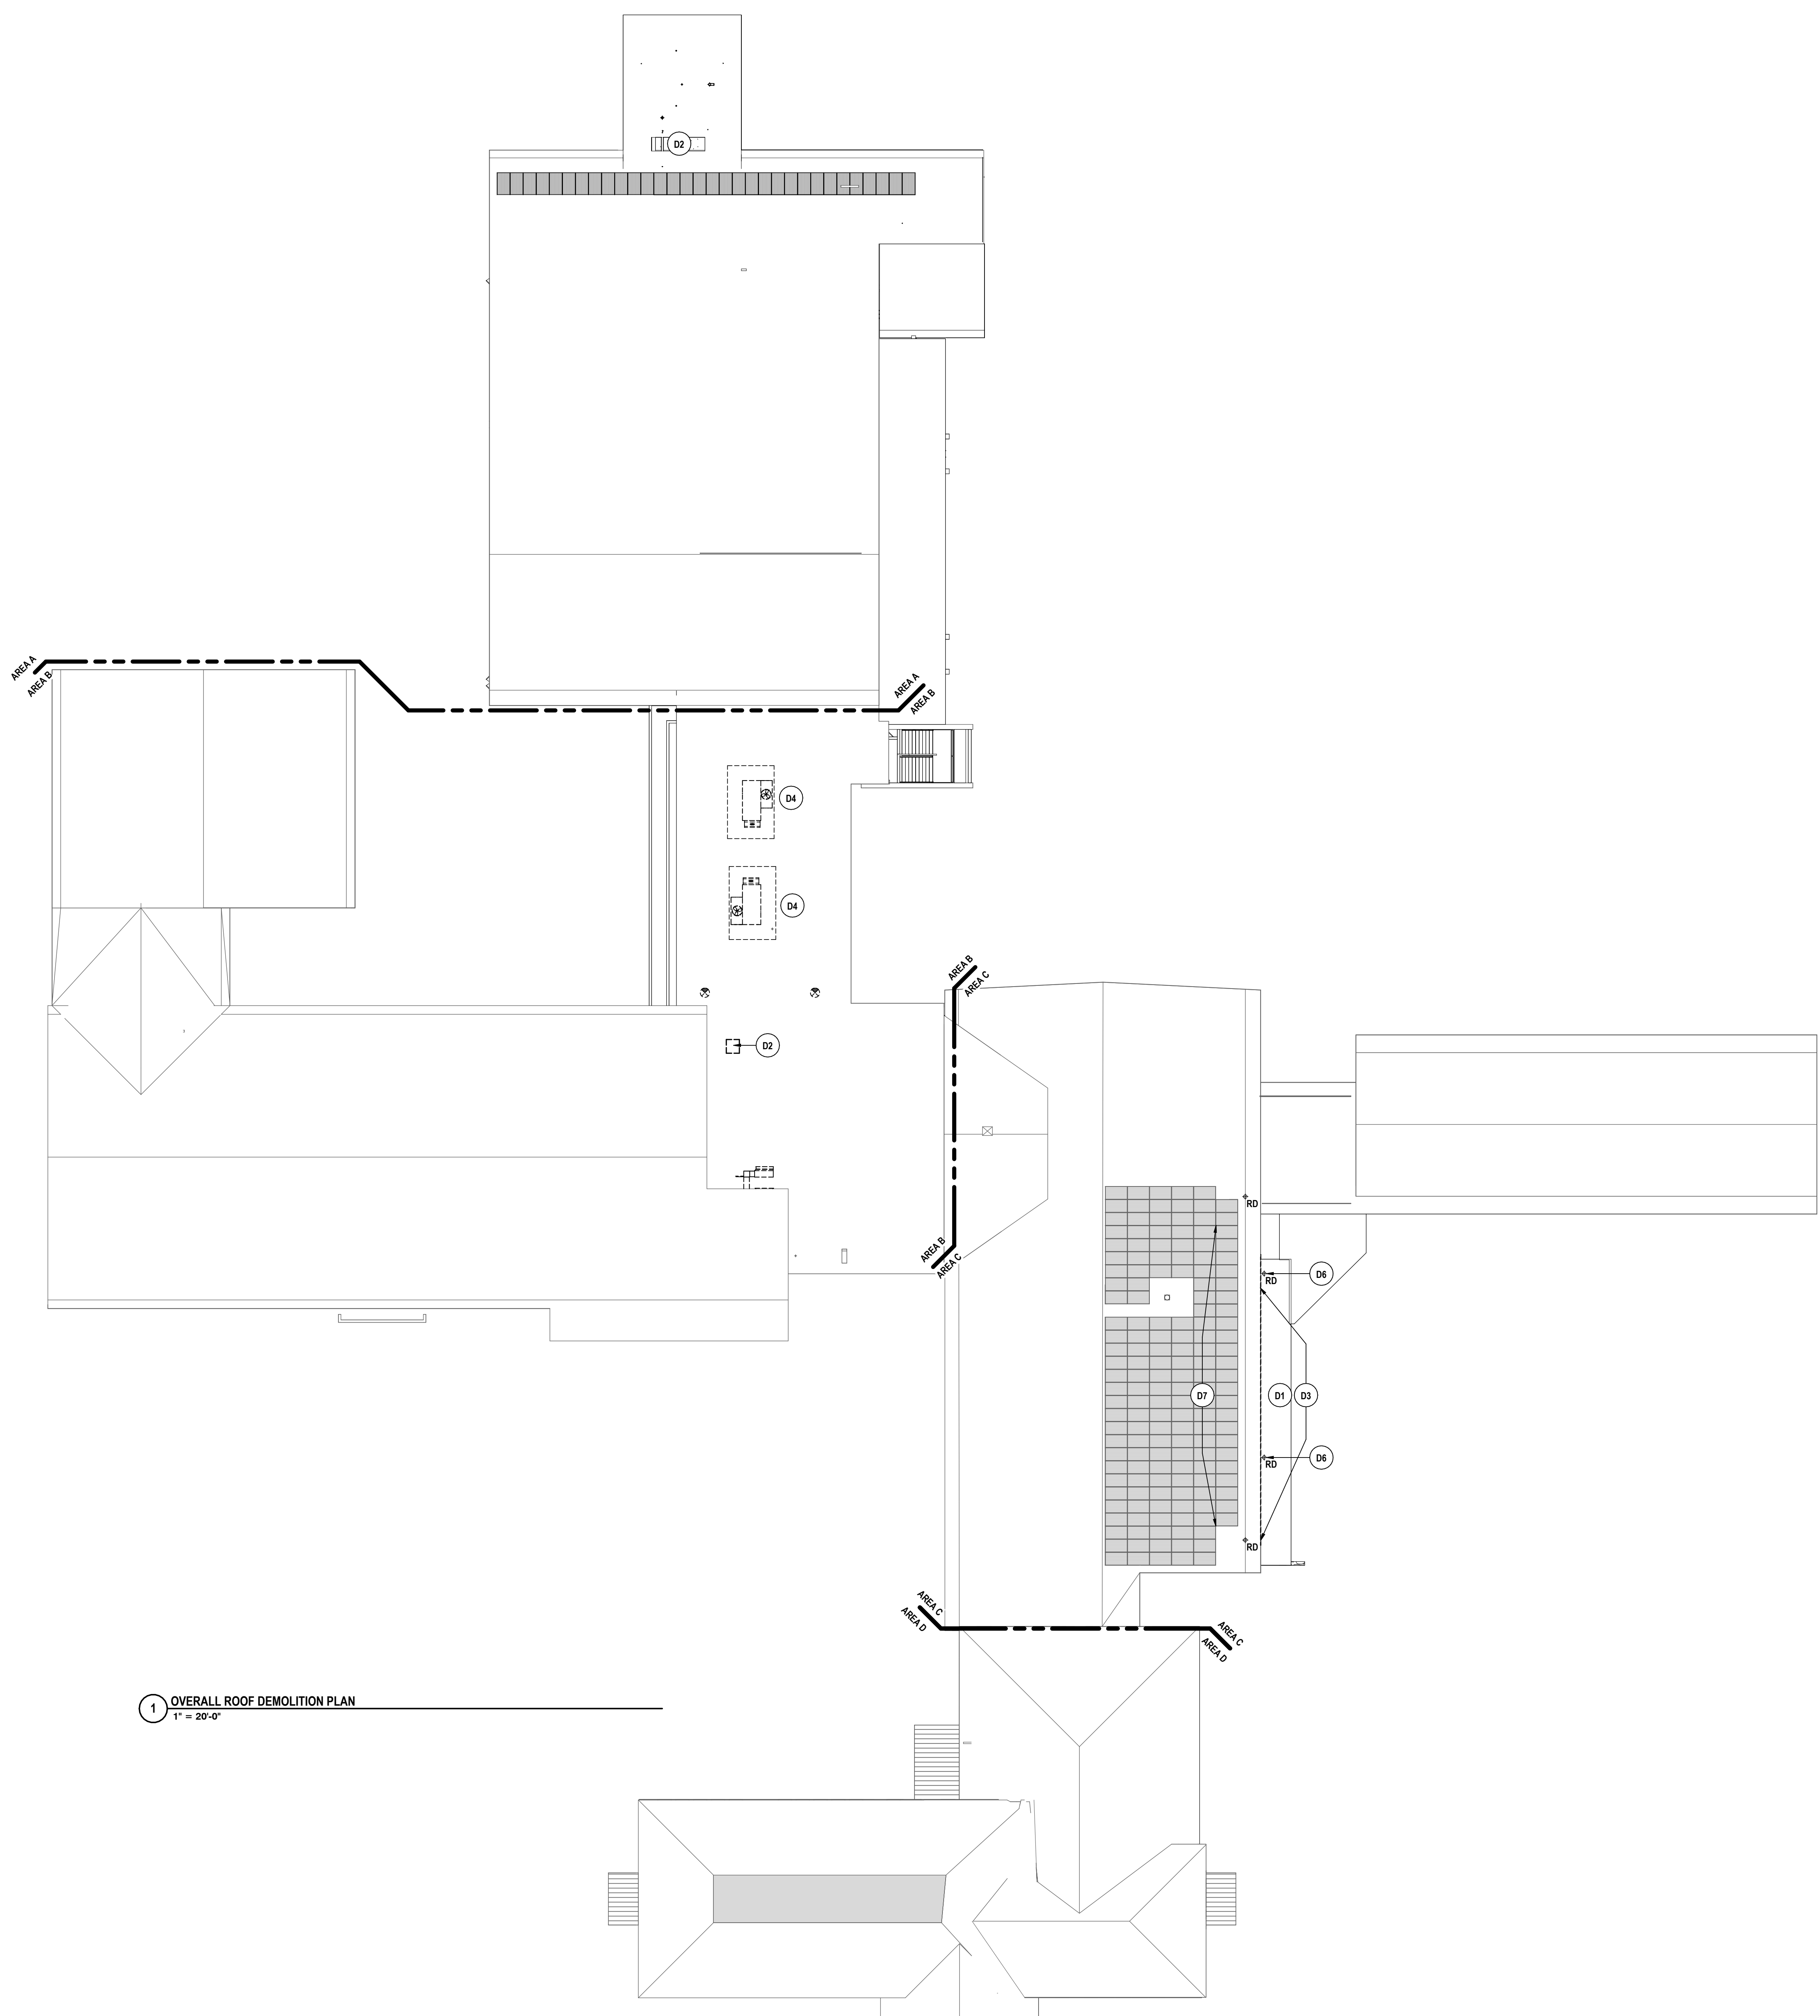 D2
AREA A
AREA B
AREA A
AREA B
D4
D4
AREA B
AREA C
D2
RD
AREA B
AREA C
D6
RD
D7
D1
D3
D6
RD
RD
AREA C
AREA D
AREA C
AREA D
1
OVERALL ROOF DEMOLITION PLAN
1" = 20'-0"